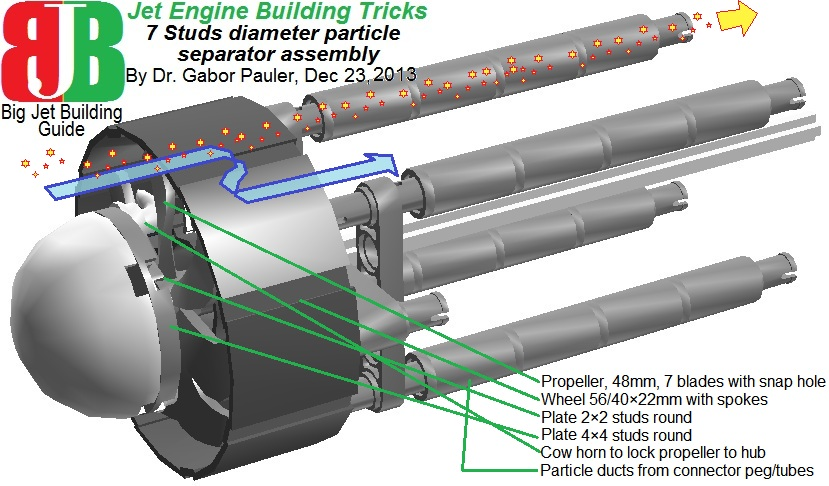 BJB
Big Jet Building
Guide
Jet Engine Building Tricks
7 Studs diameter particle
separator assembly
By Dr. Gabor Pauler, Dec 23,2013
Propeller, 48mm, 7 blades with snap hole
Wheel 56/40×22mm with spokes
Plate 2×2 studs round
Plate 4×4 studs round
Cow horn to lock propeller to hub
Particle ducts from connector peg/tubes